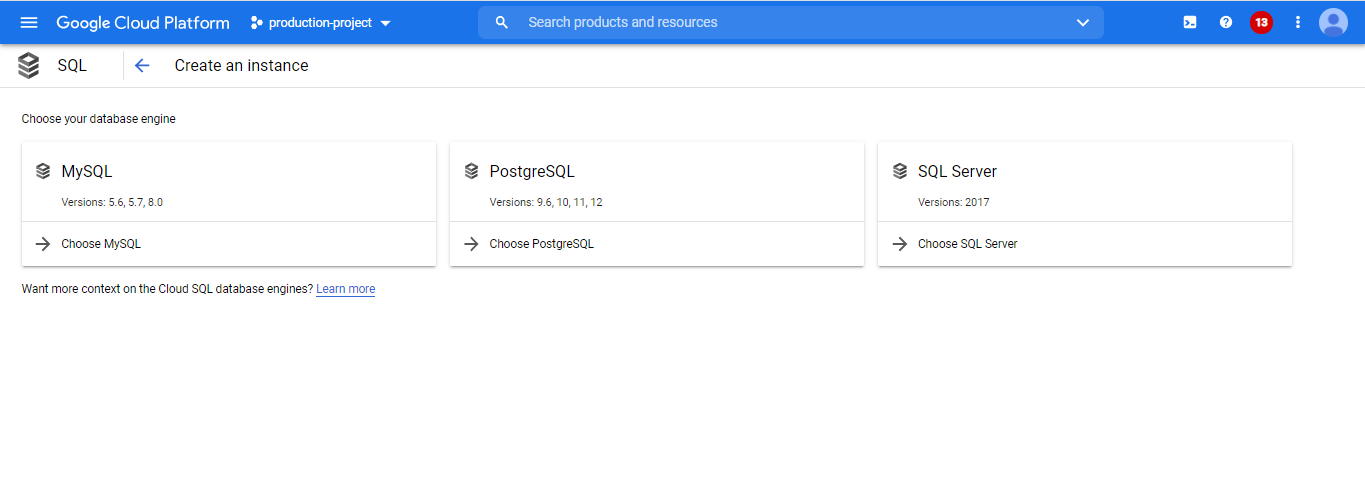 Google Cloud Platform production-project Search products and resources 13
SQL Create an instance
Choose your database engine
MySQL
Versions: 5.6, 5.7, 8.0
Choose MySQL
PostgreSQL
Versions: 9.6, 10, 11, 12
Choose PostgreSQL
SQL Server
Versions: 2017
Choose SQL Server
Want more context on the Cloud SQL database engines? Learn more